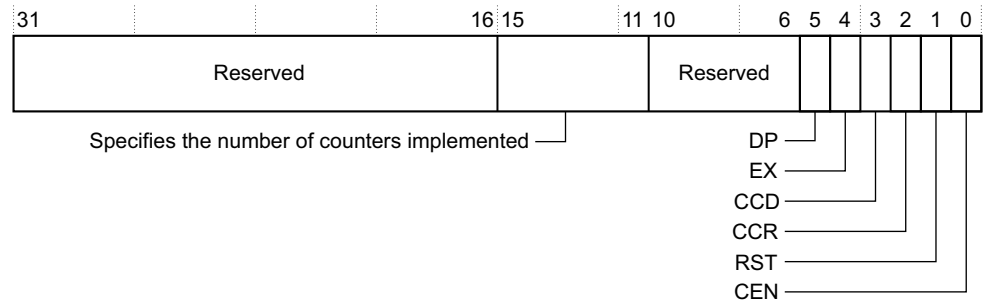 31 16 15 11 10 6 5 4 3 2 1 0
Reserved Reserved
Specifies the number of counters implemented DP
EX
CCD
CCR
RST
CEN